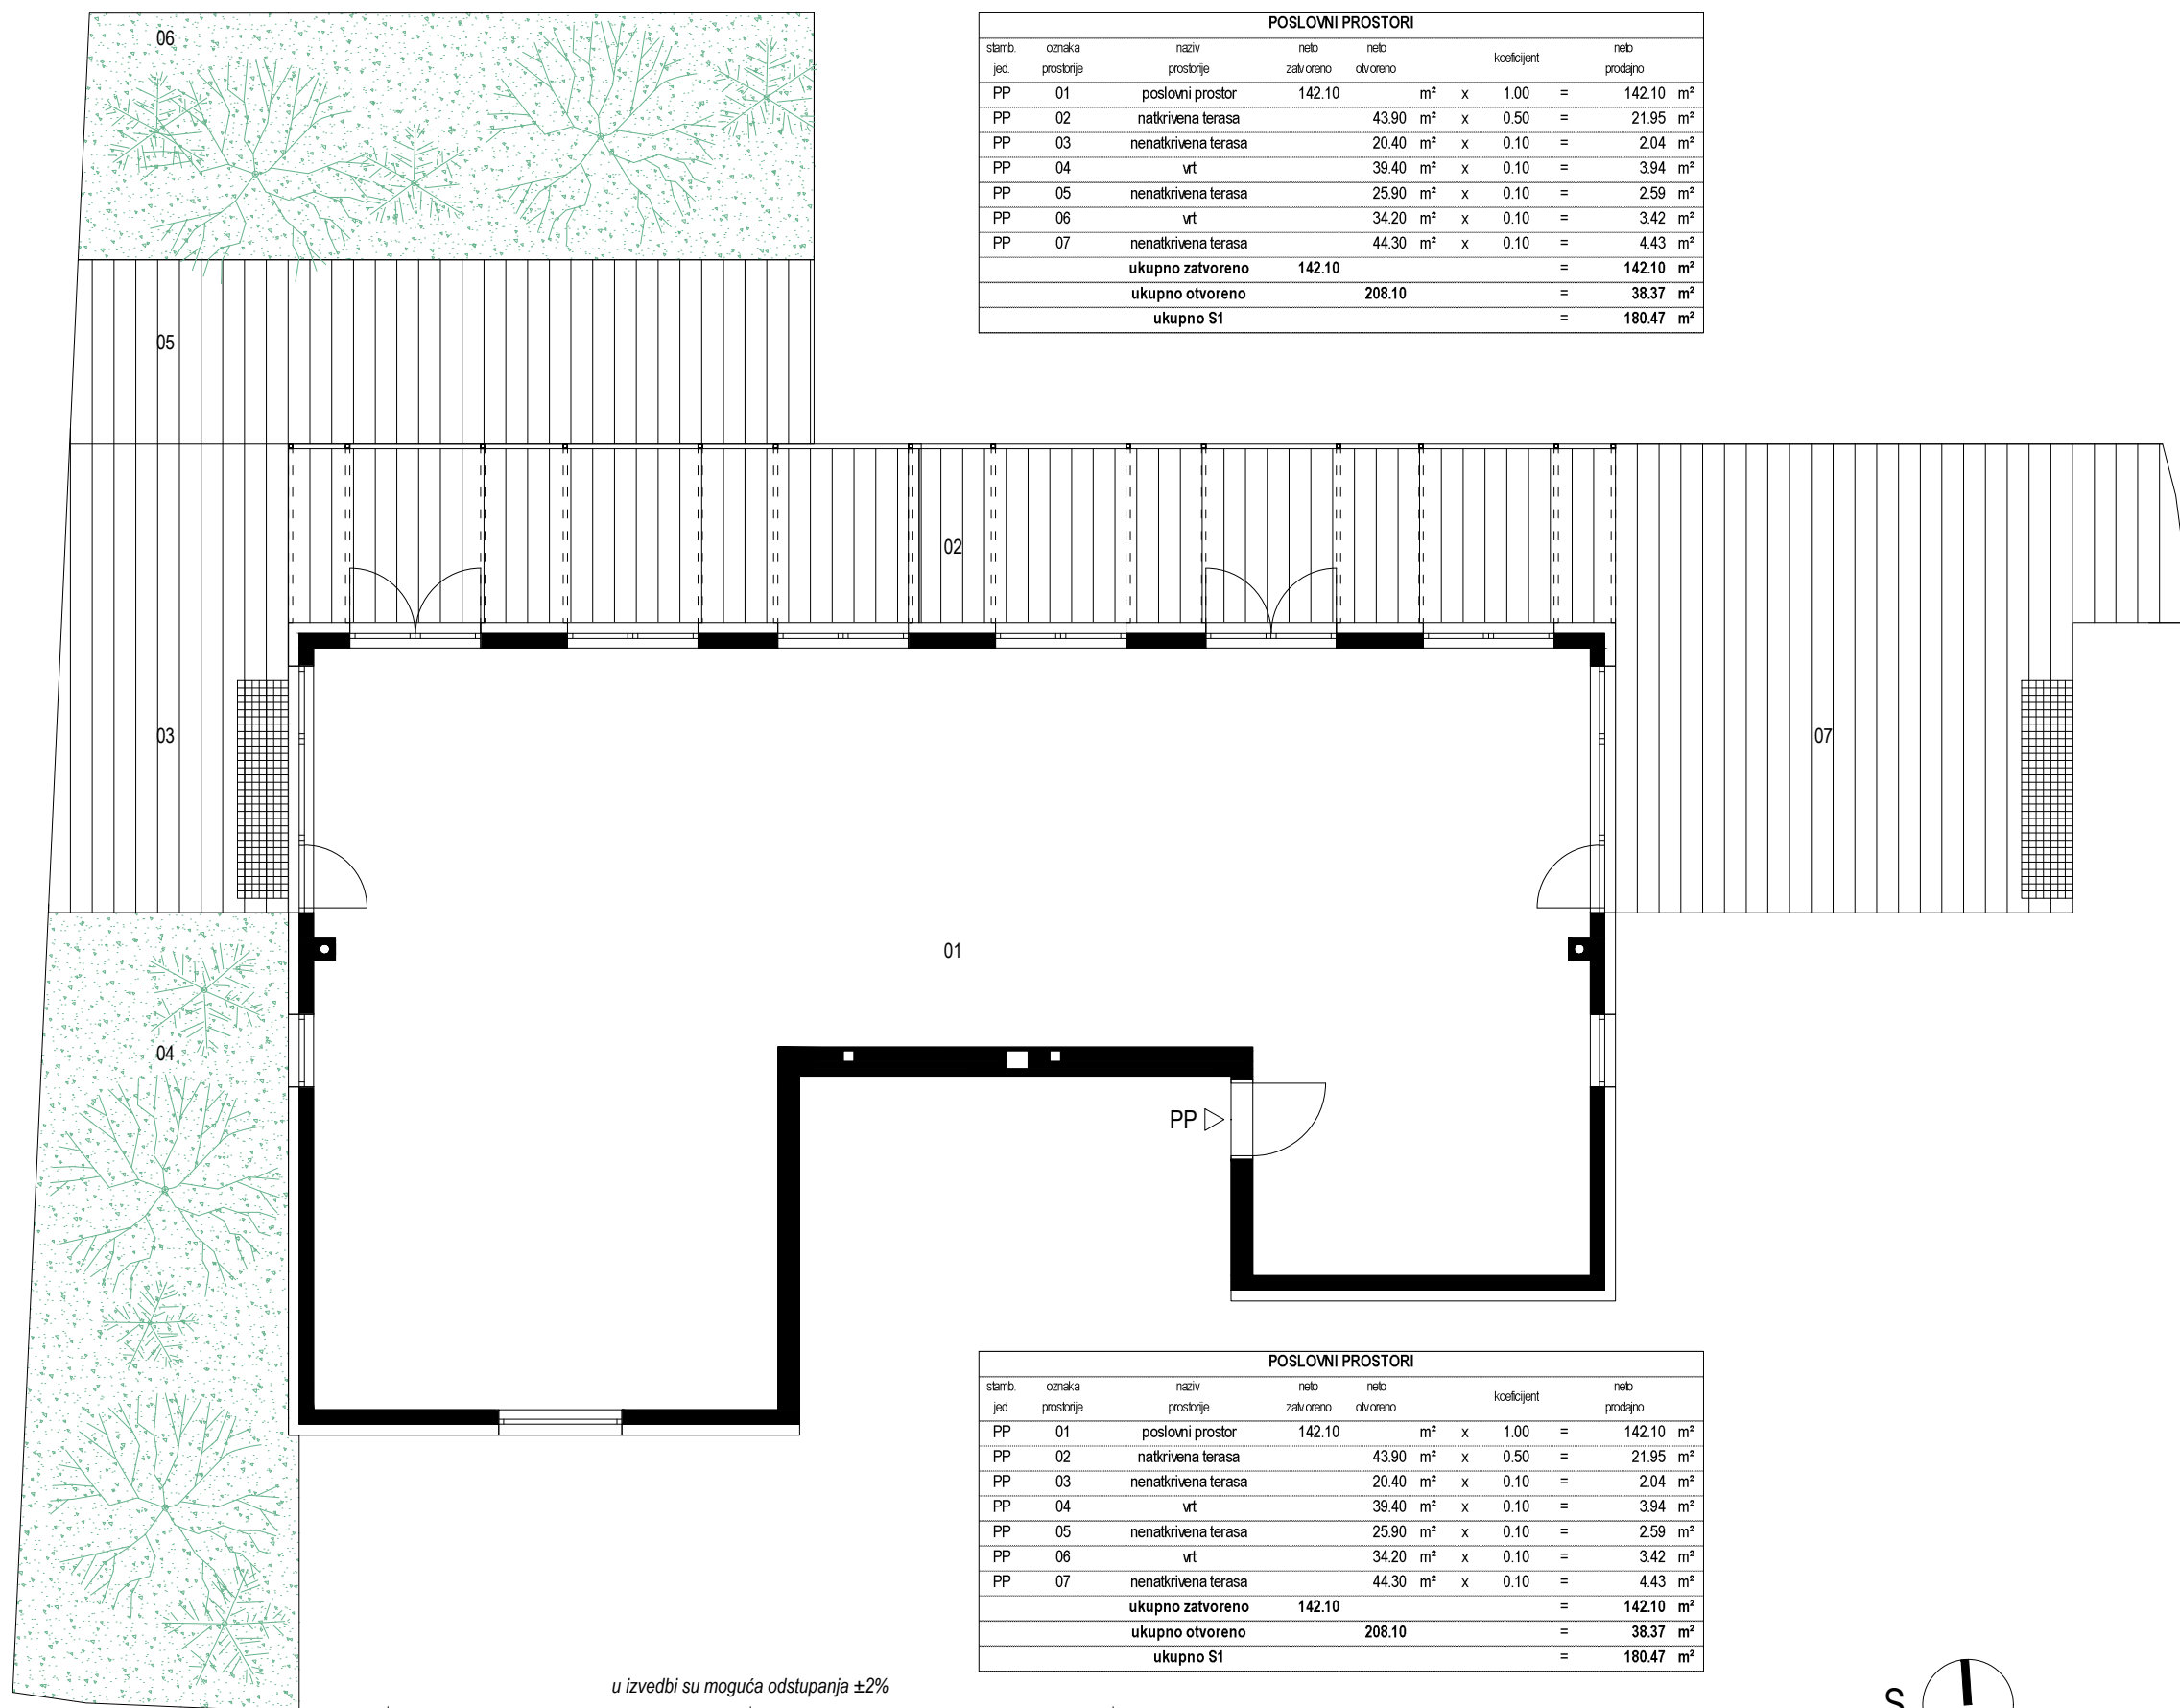 06
POSLOVNI PROSTORI
stamb. jed. oznaka prostorije naziv prostorije neto zatvoreno neto otvoreno koeficijent neto prodajno
PP 01 poslovni prostor 142.10 m² x 1.00 = 142.10 m²
PP 02 natkrivena terasa 43.90 m² x 0.50 = 21.95 m²
PP 03 nenatkrivena terasa 20.40 m² x 0.10 = 2.04 m²
PP 04 vrt 39.40 m² x 0.10 = 3.94 m²
PP 05 nenatkrivena terasa 25.90 m² x 0.10 = 2.59 m²
PP 06 vrt 34.20 m² x 0.10 = 3.42 m²
PP 07 nenatkrivena terasa 44.30 m² x 0.10 = 4.43 m²
ukupno zatvoreno 142.10 = 142.10 m²
ukupno otvoreno 208.10 = 38.37 m²
ukupno S1 = 180.47 m²
05
02
03
07
01
04
PP
POSLOVNI PROSTORI
stamb. jed. oznaka prostorije naziv prostorije neto zatvoreno neto otvoreno koeficijent neto prodajno
PP 01 poslovni prostor 142.10 m² x 1.00 = 142.10 m²
PP 02 natkrivena terasa 43.90 m² x 0.50 = 21.95 m²
PP 03 nenatkrivena terasa 20.40 m² x 0.10 = 2.04 m²
PP 04 vrt 39.40 m² x 0.10 = 3.94 m²
PP 05 nenatkrivena terasa 25.90 m² x 0.10 = 2.59 m²
PP 06 vrt 34.20 m² x 0.10 = 3.42 m²
PP 07 nenatkrivena terasa 44.30 m² x 0.10 = 4.43 m²
ukupno zatvoreno 142.10 = 142.10 m²
ukupno otvoreno 208.10 = 38.37 m²
ukupno S1 = 180.47 m²
u izvedbi su moguća odstupanja ±2%
S